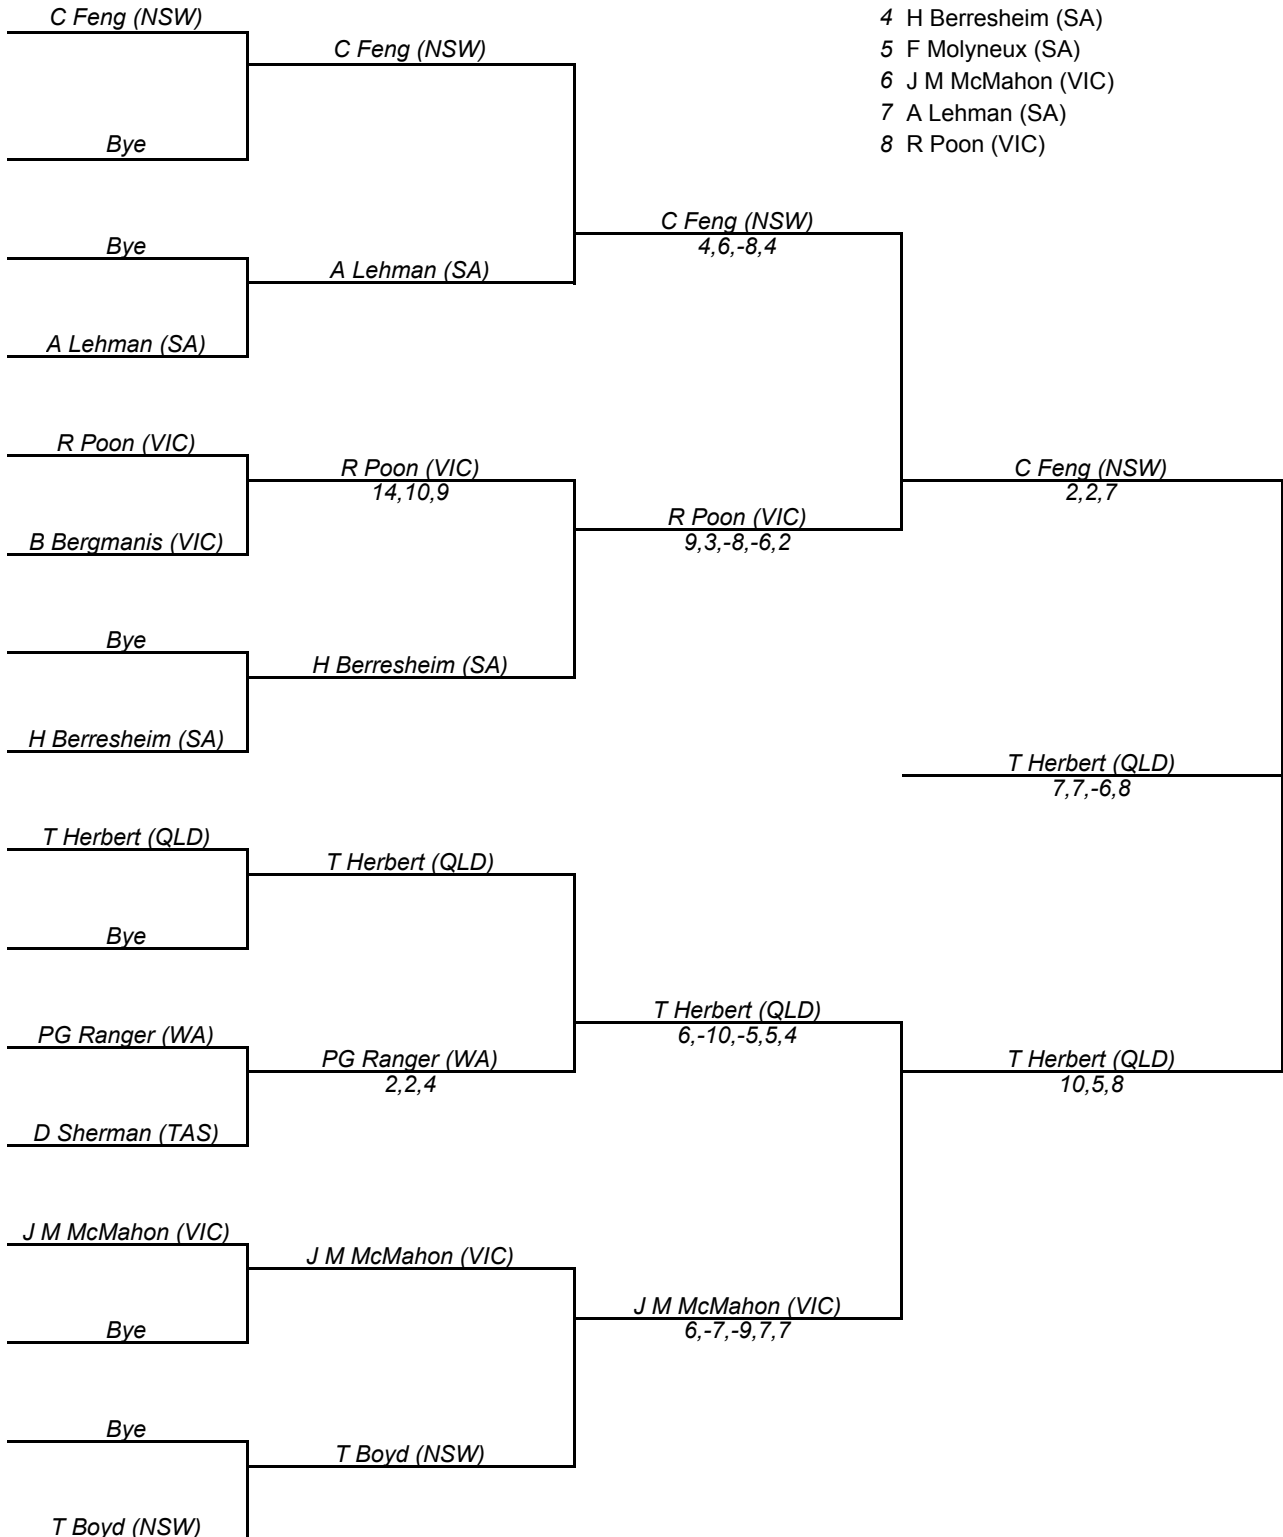 C Feng (NSW)
Bye
Bye
A Lehman (SA)
R Poon (VIC)
B Bergmanis (VIC)
Bye
H Berresheim (SA)
T Herbert (QLD)
Bye
PG Ranger (WA)
D Sherman (TAS)
J M McMahon (VIC)
Bye
Bye
T Boyd (NSW)
C Feng (NSW)
A Lehman (SA)
R Poon (VIC)
14,10,9
H Berresheim (SA)
T Herbert (QLD)
PG Ranger (WA)
2,2,4
J M McMahon (VIC)
T Boyd (NSW)
C Feng (NSW)
4,6,-8,4
R Poon (VIC)
9,3,-8,-6,2
T Herbert (QLD)
6,-10,-5,5,4
J M McMahon (VIC)
6,-7,-9,7,7
4 H Berresheim (SA)
5 F Molyneux (SA)
6 J M McMahon (VIC)
7 A Lehman (SA)
8 R Poon (VIC)
C Feng (NSW)
2,2,7
T Herbert (QLD)
7,7,-6,8
T Herbert (QLD)
10,5,8